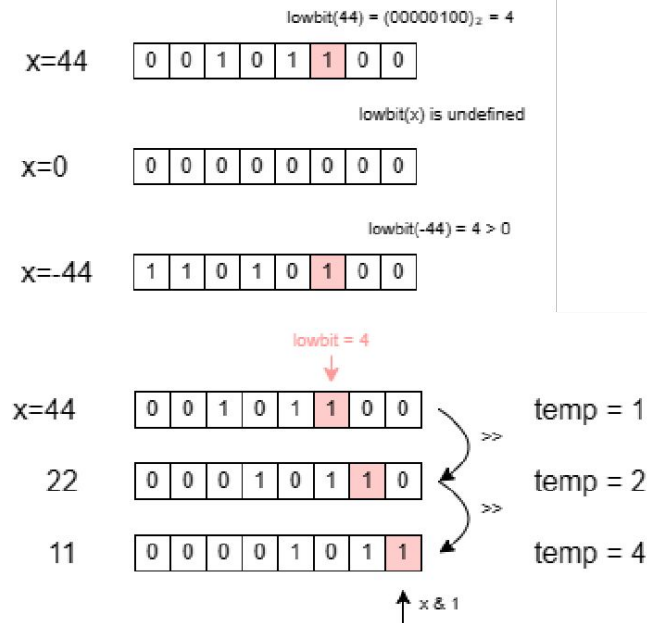 lowbit(44) = (00000100)₂ = 4
x=44 0 0 1 0 1 1 0 0
lowbit(x) is undefined
x=0 0 0 0 0 0 0 0 0
lowbit(-44) = 4 > 0
x=-44 1 1 0 1 0 1 0 0
lowbit = 4
x=44 0 0 1 0 1 1 0 0 temp = 1
>>
22 0 0 0 1 0 1 1 0 temp = 2
>>
11 0 0 0 0 1 0 1 1 temp = 4
x & 1